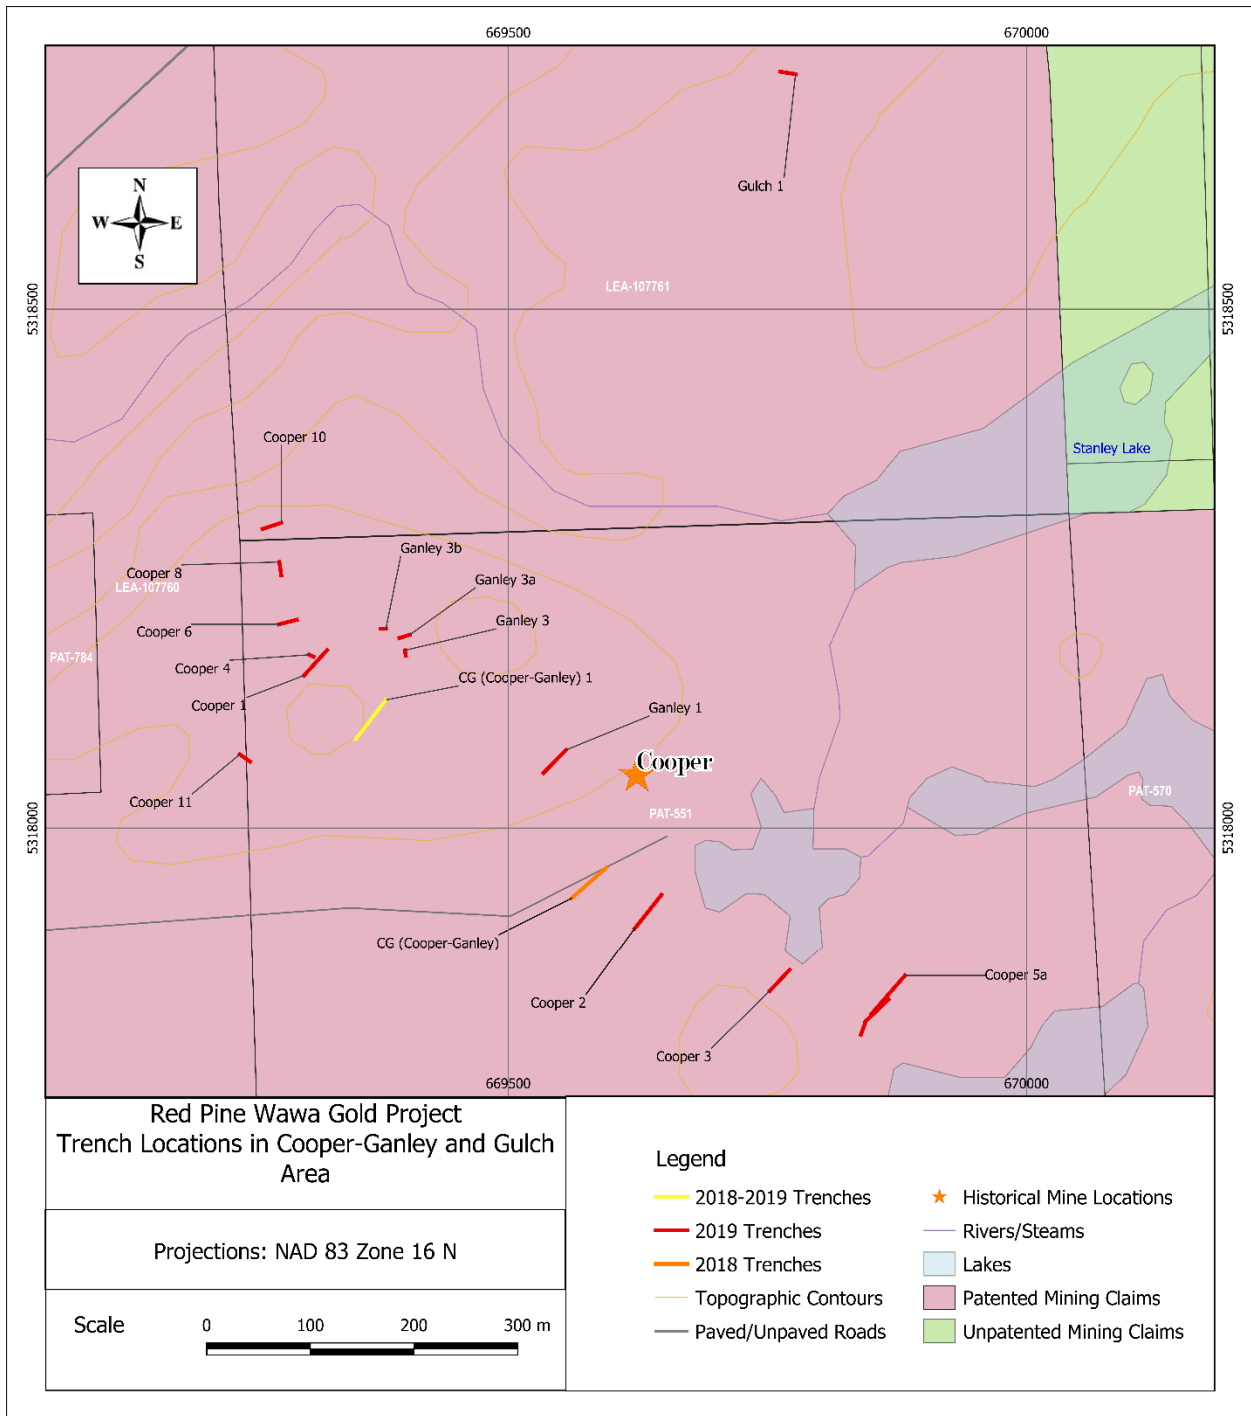 669500
670000
N
W
E
S
Gulch 1
LEA-107761
5318500
5318500
Cooper 10
Stanley Lake
Ganley 3b
Cooper 8
Ganley 3a
LEA-107760
Ganley 3
Cooper 6
PAT-784
Cooper 4
CG (Cooper-Ganley) 1
Cooper 1
Ganley 1
Cooper
Cooper 11
PAT-570
PAT-551
5318000
5318000
CG (Cooper-Ganley)
Cooper 5a
Cooper 2
Cooper 3
669500
670000
Red Pine Wawa Gold Project
Trench Locations in Cooper-Ganley and Gulch
Area
Projections: NAD 83 Zone 16 N
Scale
0 100 200 300 m
Legend
2018-2019 Trenches
2019 Trenches
2018 Trenches
Topographic Contours
Paved/Unpaved Roads
Historical Mine Locations
Rivers/Steams
Lakes
Patented Mining Claims
Unpatented Mining Claims